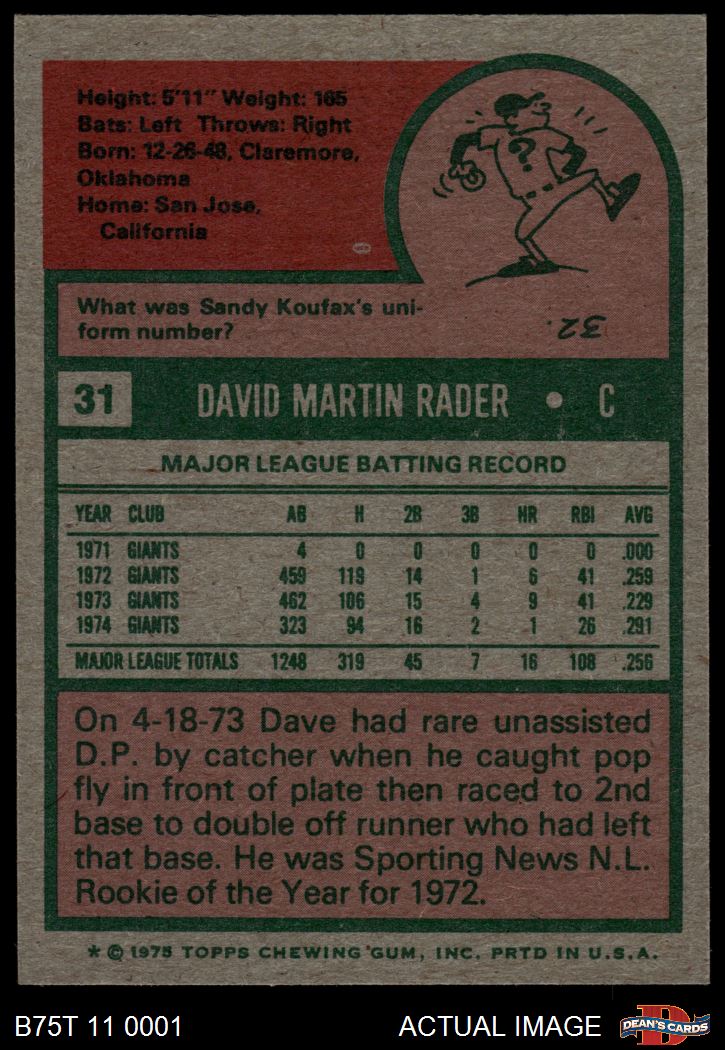 Height: 5'11" Weight: 165
Bats: Left Throws: Right
Born: 12-26-48, Claremore,
Oklahoma
Home: San Jose,
California
?
What was Sandy Koufax's uni-
form number?
32.
31 DAVID MARTIN RADER • C
MAJOR LEAGUE BATTING RECORD
YEAR CLUB AB H 2B 3B HR RBI AVG
1971 GIANTS 4 0 0 0 0 0 .000
1972 GIANTS 459 119 14 1 6 41 .259
1973 GIANTS 462 106 15 4 9 41 .229
1974 GIANTS 323 94 16 2 1 26 .291
MAJOR LEAGUE TOTALS 1248 319 45 7 16 108 .256
On 4-18-73 Dave had rare unassisted
D.P. by catcher when he caught pop
fly in front of plate then raced to 2nd
base to double off runner who had left
that base. He was Sporting News N.L.
Rookie of the Year for 1972.
* © 1975 TOPPS CHEWING GUM, INC. PRTD IN U.S.A.
B75T 11 0001 ACTUAL IMAGE D DEAN'S CARDS